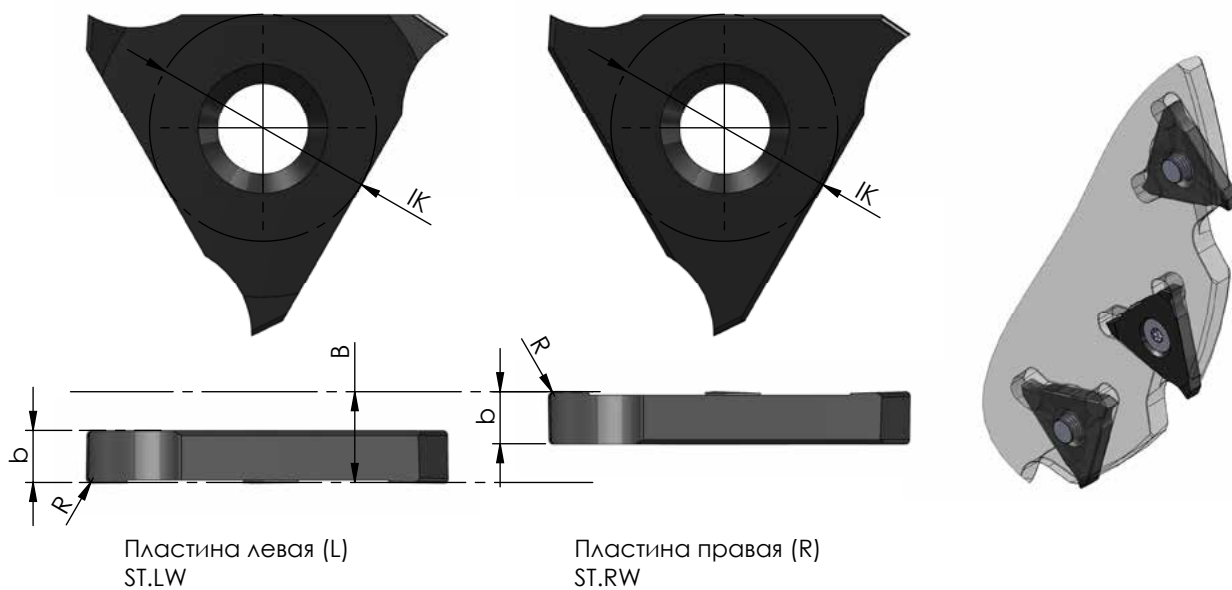 IK
IK
B
b
R
R
b
Пластина левая (L)
ST.LW
Пластина правая (R)
ST.RW